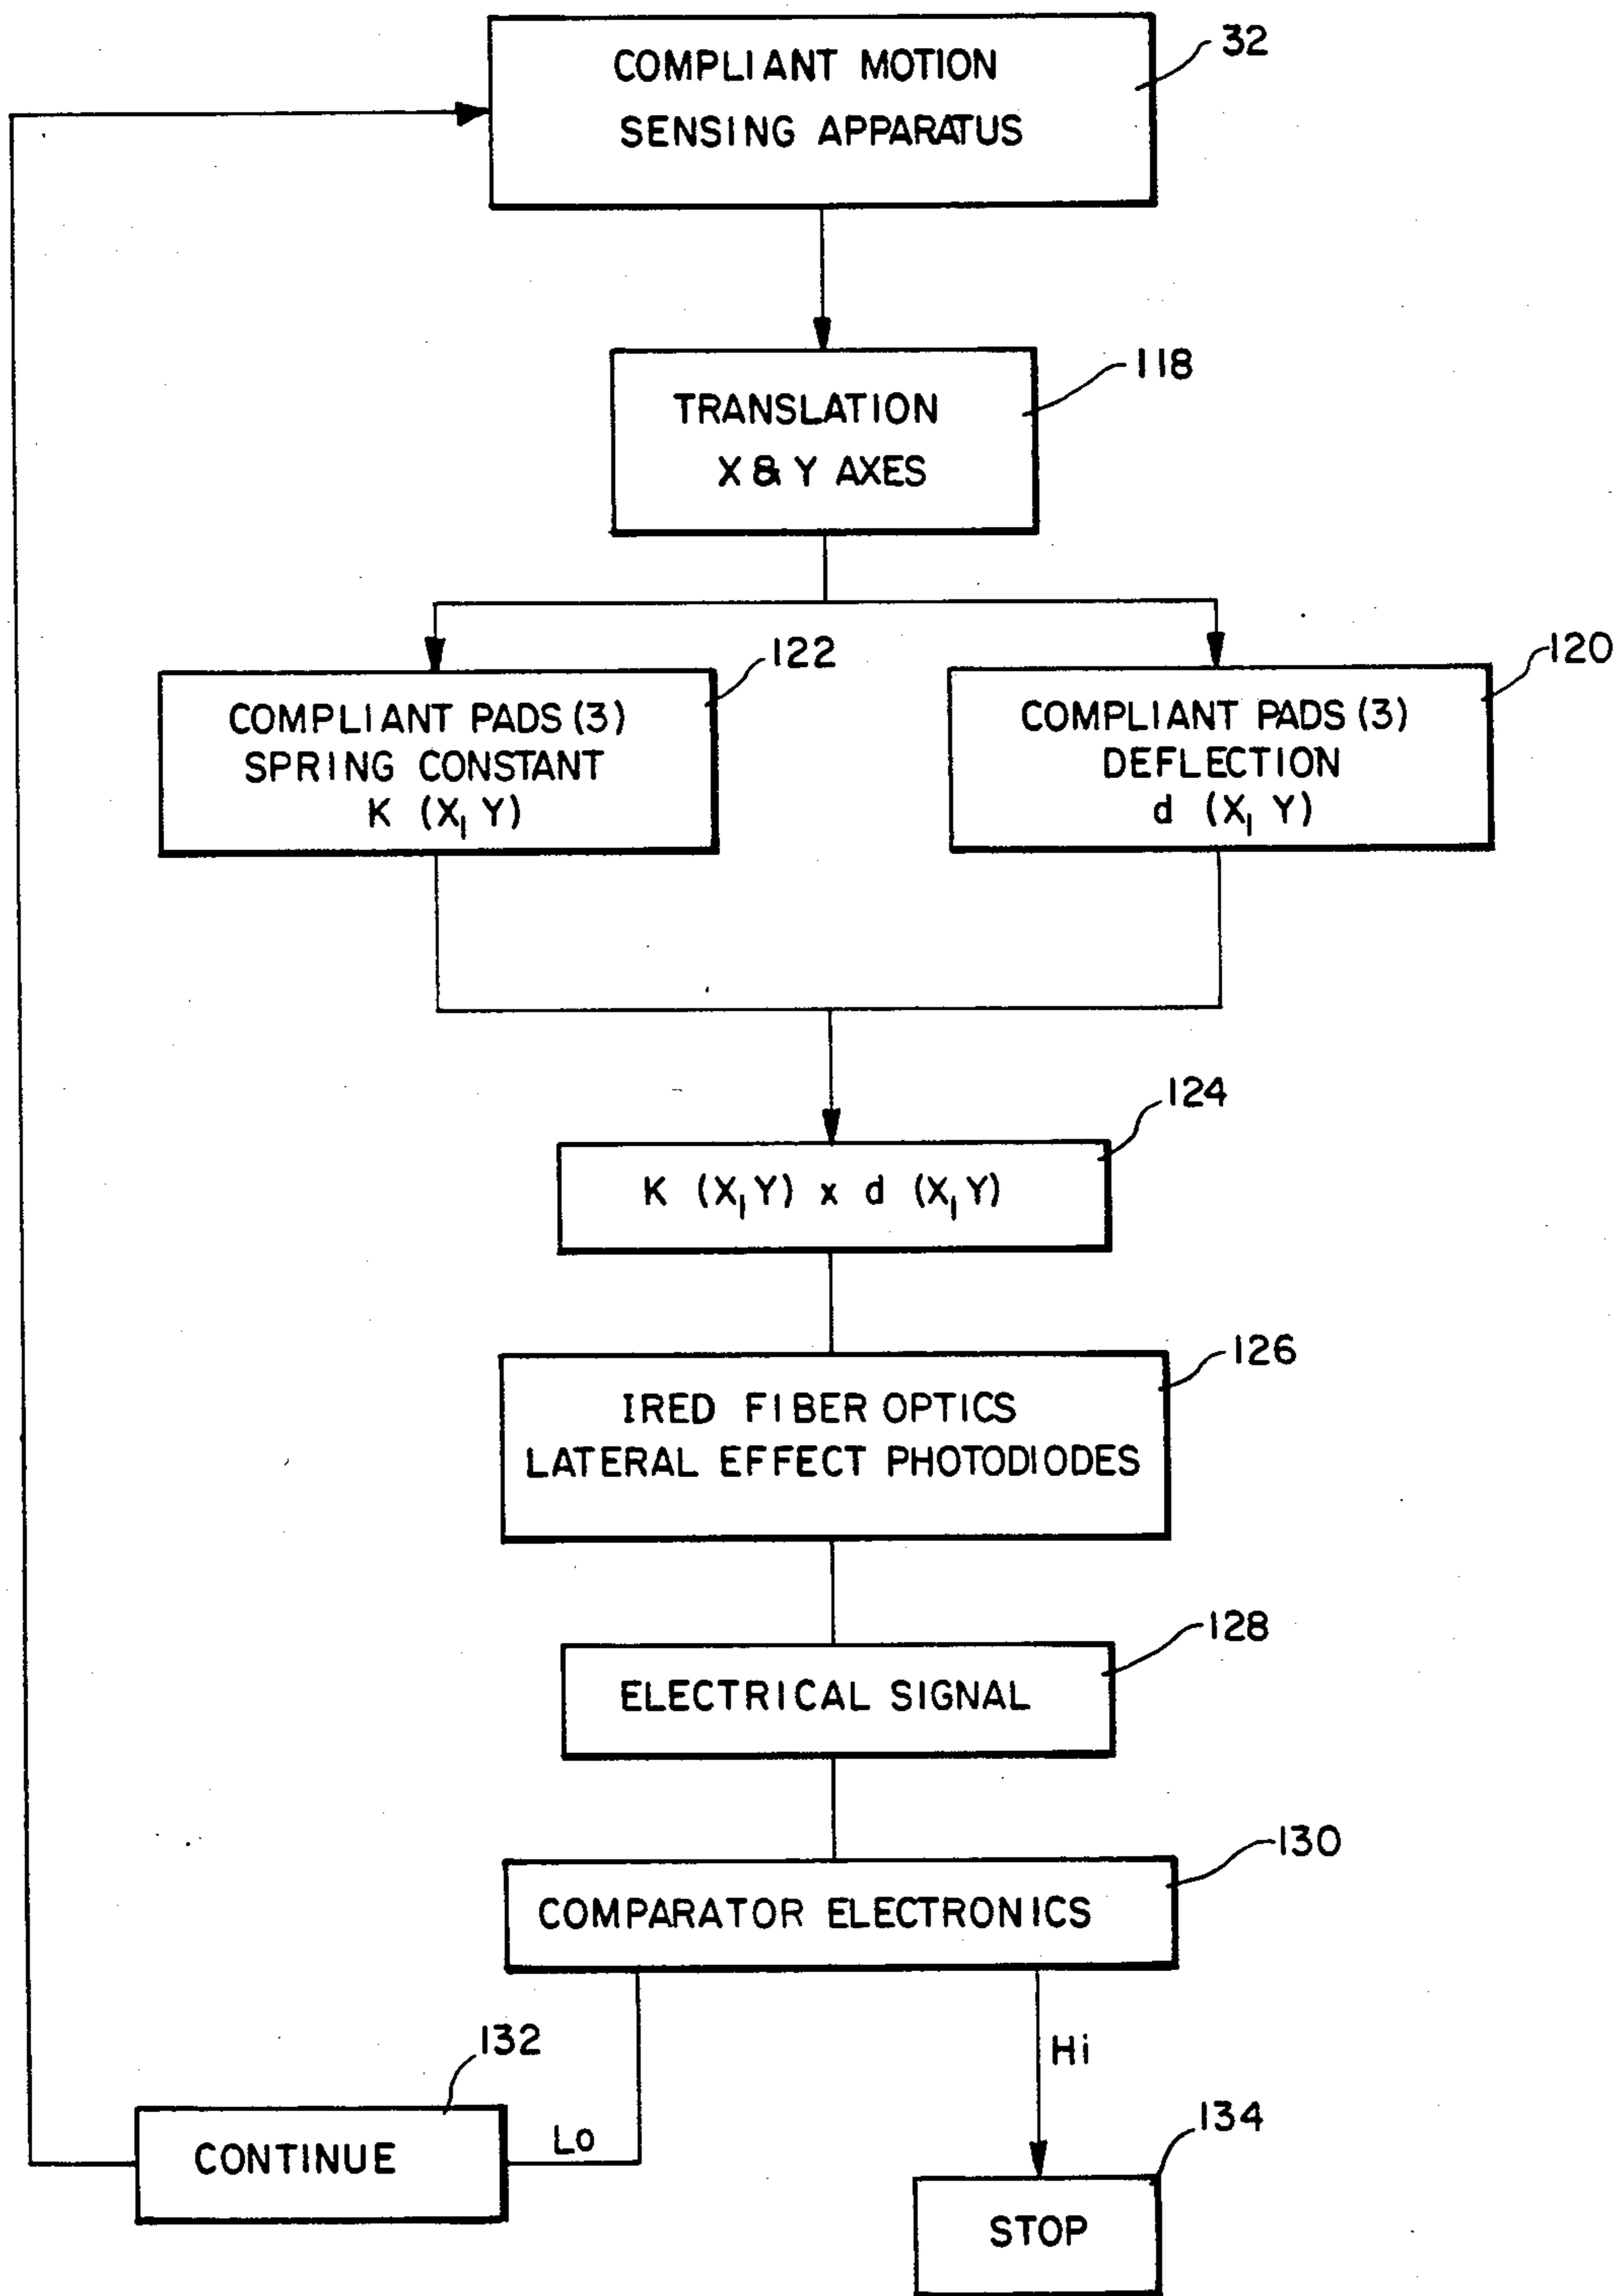 COMPLIANT MOTION
SENSING APPARATUS
32
TRANSLATION
X & Y AXES
118
COMPLIANT PADS (3)
SPRING CONSTANT
K (X, Y)
122
COMPLIANT PADS (3)
DEFLECTION
d (X, Y)
120
K (X, Y) x d (X, Y)
124
IRED FIBER OPTICS
LATERAL EFFECT PHOTODIODES
126
ELECTRICAL SIGNAL
128
COMPARATOR ELECTRONICS
130
Hi
Lo
CONTINUE
132
STOP
134